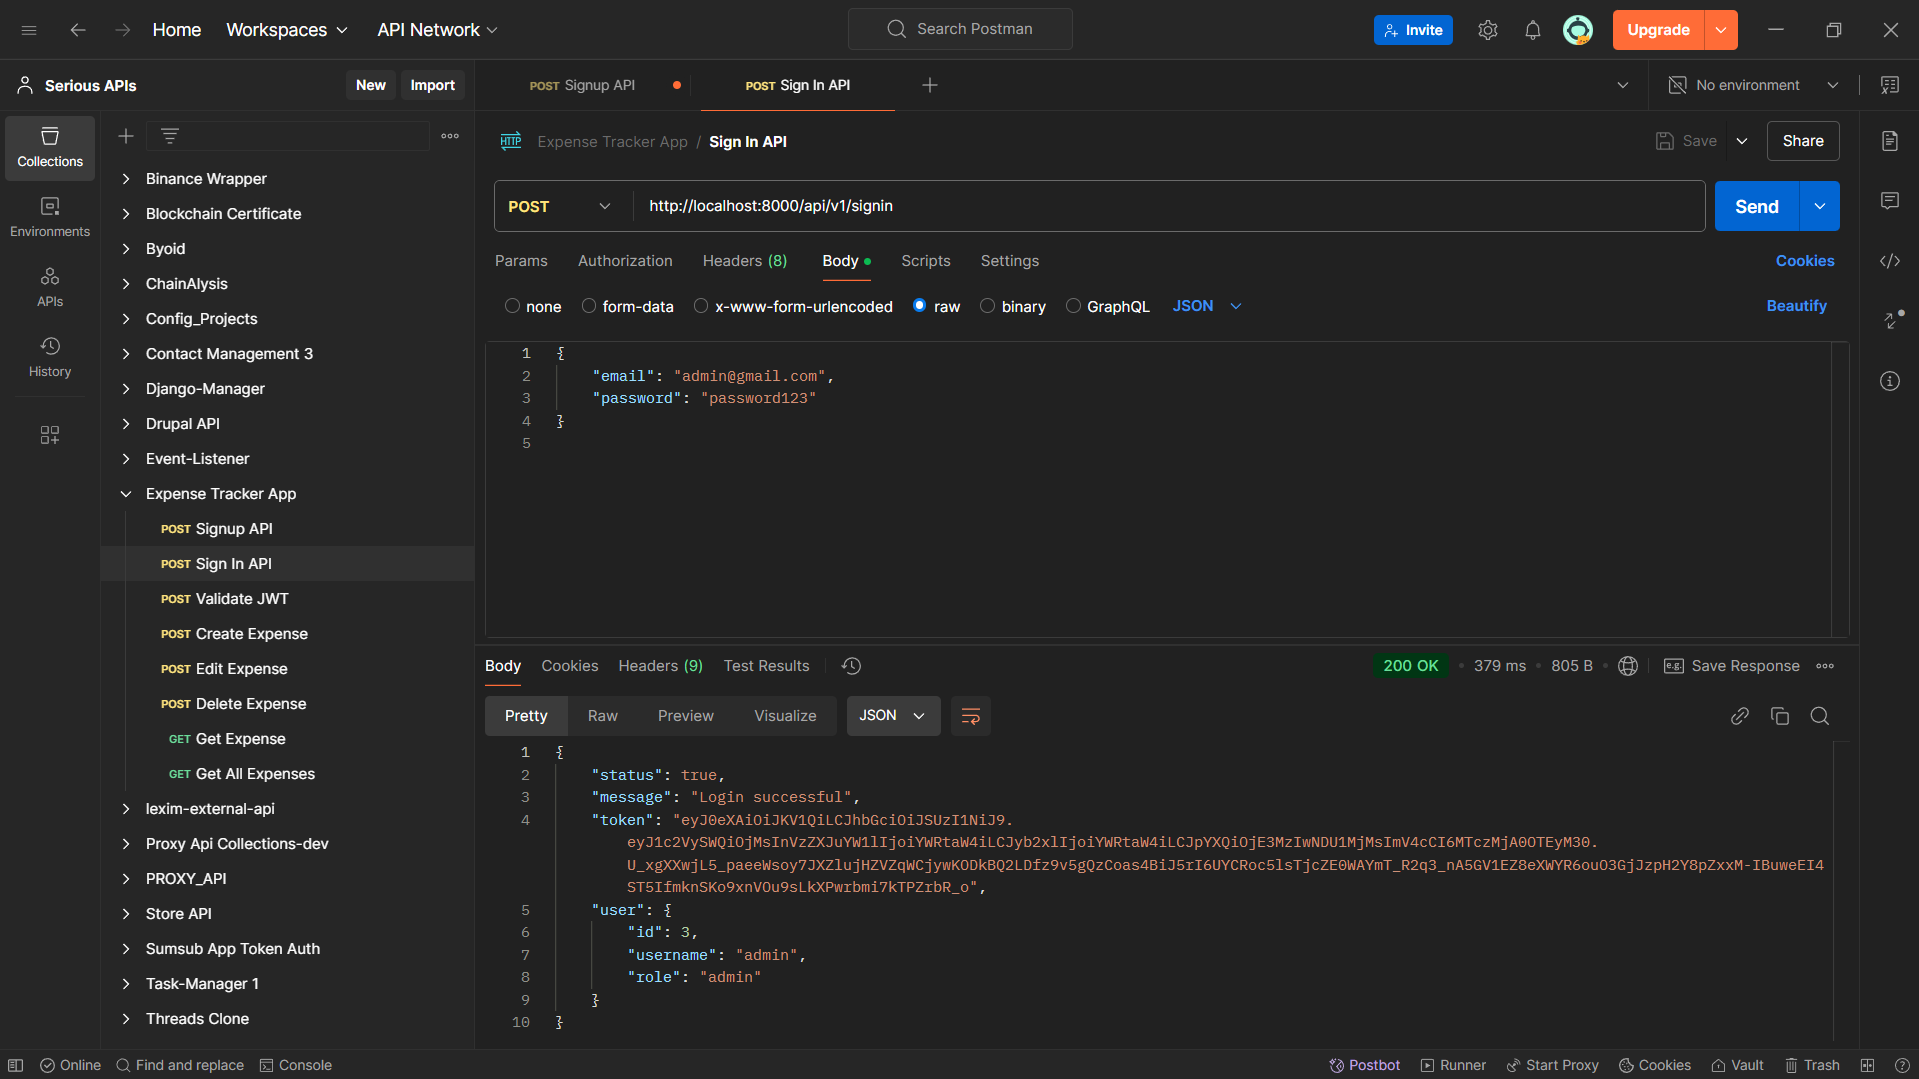 Home Workspaces API Network Search Postman Invite Upgrade
Serious APIs New Import POST Signup API POST Sign In API No environment
HTTP Expense Tracker App / Sign In API Save Share
Collections
Environments
APIs
History
Binance Wrapper
Blockchain Certificate
Byoid
ChainAlysis
Config_Projects
Contact Management 3
Django-Manager
Drupal API
Event-Listener
Expense Tracker App
POST Signup API
POST Sign In API
POST Validate JWT
POST Create Expense
POST Edit Expense
POST Delete Expense
GET Get Expense
GET Get All Expenses
lexim-external-api
Proxy Api Collections-dev
PROXY_API
Store API
Sumsub App Token Auth
Task-Manager 1
Threads Clone
POST http://localhost:8000/api/v1/signin Send
Params Authorization Headers (8) Body Scripts Settings Cookies
none form-data x-www-form-urlencoded raw binary GraphQL JSON Beautify
1 {
2 "email": "admin@gmail.com",
3 "password": "password123"
4 }
5
Body Cookies Headers (9) Test Results 200 OK 379 ms 805 B e.g. Save Response
Pretty Raw Preview Visualize JSON
1 {
2 "status": true,
3 "message": "Login successful",
4 "token": "eyJ0eXAiOiJKV1QiLCJhbGciOiJSUzI1NiJ9.
eyJ1c2VySWQiOjMsInVzZXJuYW1lIjoiYWRtaW4iLCJyb2xlIjoiYWRtaW4iLCJpYXQiOjE3MzIwNDU1MjMsImV4cCI6MTczMjA0OTEyM30.
U_xgXXwjL5_paeeWsoy7JXZlujHZVZqWCjywKODkBQ2LDfz9v5gQzCoas4BiJ5rI6UYCRoc5lsTjcZE0WAYmT_R2q3_nA5GV1EZ8eXWYR6ouO3GjJzpH2Y8pZxxM-IBuweEI4
ST5IfmknSKo9xnVOu9sLkXPwrbmi7kTPZrbR_o",
5 "user": {
6 "id": 3,
7 "username": "admin",
8 "role": "admin"
9 }
10 }
Online Find and replace Console Postbot Runner Start Proxy Cookies Vault Trash